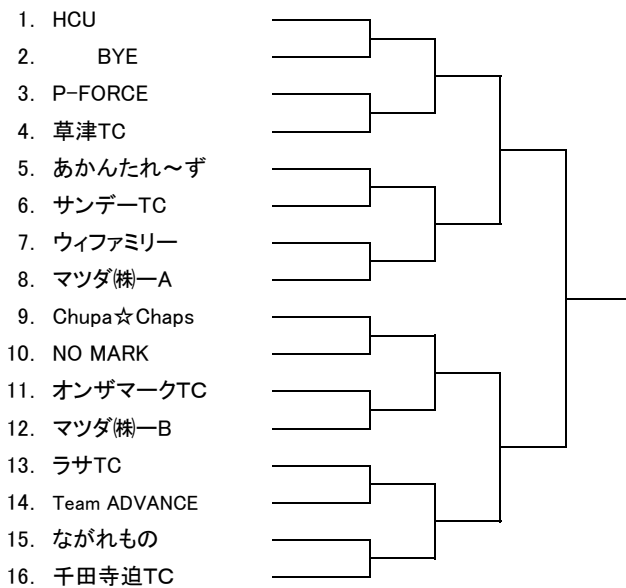 1. HCU
2. BYE
3. P-FORCE
4. 草津TC
5. あかんたれ～ず
6. サンデーTC
7. ウィファミリー
8. マツダ㈱ーA
9. Chupa☆Chaps
10. NO MARK
11. オンザマークTC
12. マツダ㈱ーB
13. ラサTC
14. Team ADVANCE
15. ながれもの
16. 千田寺迫TC